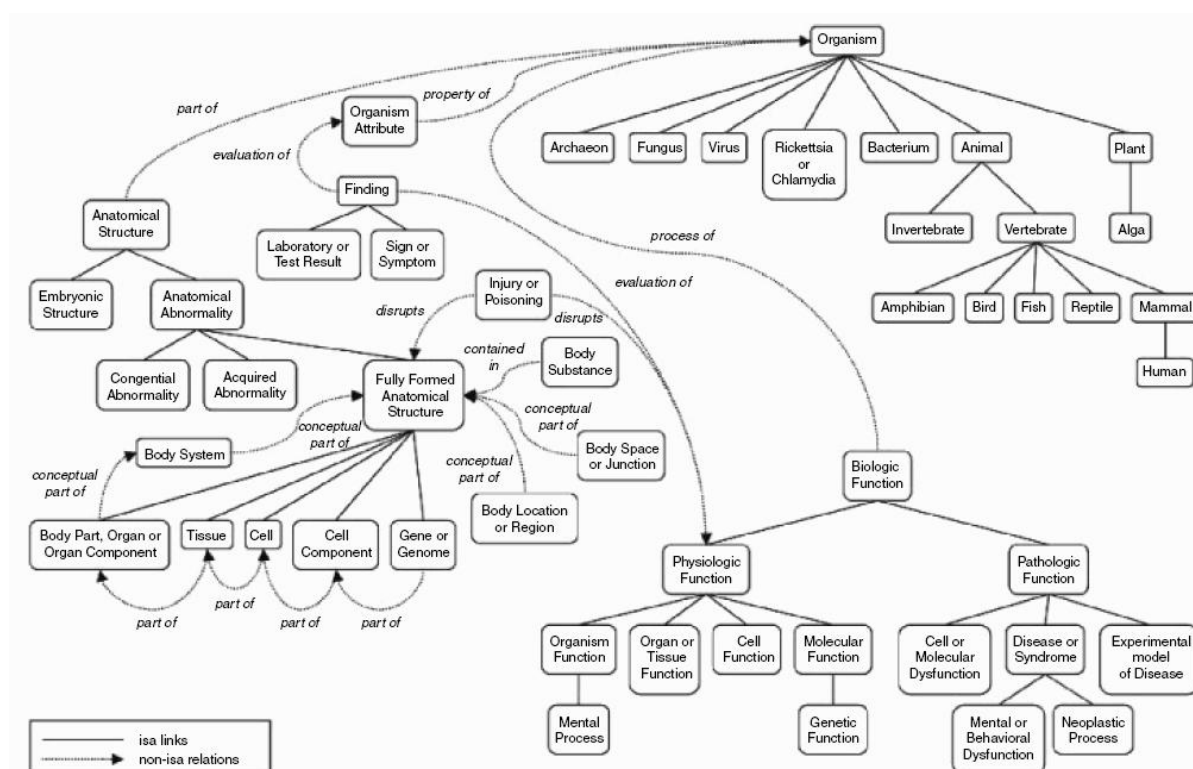 Organism
part of
property of
Organism
Attribute
evaluation of
Archaeon
Fungus
Virus
Rickettsia
or
Chlamydia
Bacterium
Animal
Plant
Finding
Anatomical
Structure
Laboratory or
Test Result
Sign or
Symptom
process of
Invertebrate
Vertebrate
Alga
Embryonic
Structure
Anatomical
Abnormality
Injury or
Poisoning
evaluation of
disrupts
disrupts
Amphibian
Bird
Fish
Reptile
Mammal
Human
Congential
Abnormality
Acquired
Abnormality
Fully Formed
Anatomical
Structure
contained
in
Body
Substance
conceptual
part of
Body Space
or Junction
conceptual
part of
Body System
conceptual
part of
conceptual
part of
Body Location
or Region
Biologic
Function
Body Part, Organ or
Organ Component
Tissue
Cell
Cell
Component
Gene or
Genome
part of
part of
part of
part of
Physiologic
Function
Pathologic
Function
Organism
Function
Organ or
Tissue
Function
Cell
Function
Molecular
Function
Cell or
Molecular
Dysfunction
Disease or
Syndrome
Experimental
model
of Disease
Mental
Process
Genetic
Function
Mental or
Behavioral
Dysfunction
Neoplastic
Process
isa links
non-isa relations